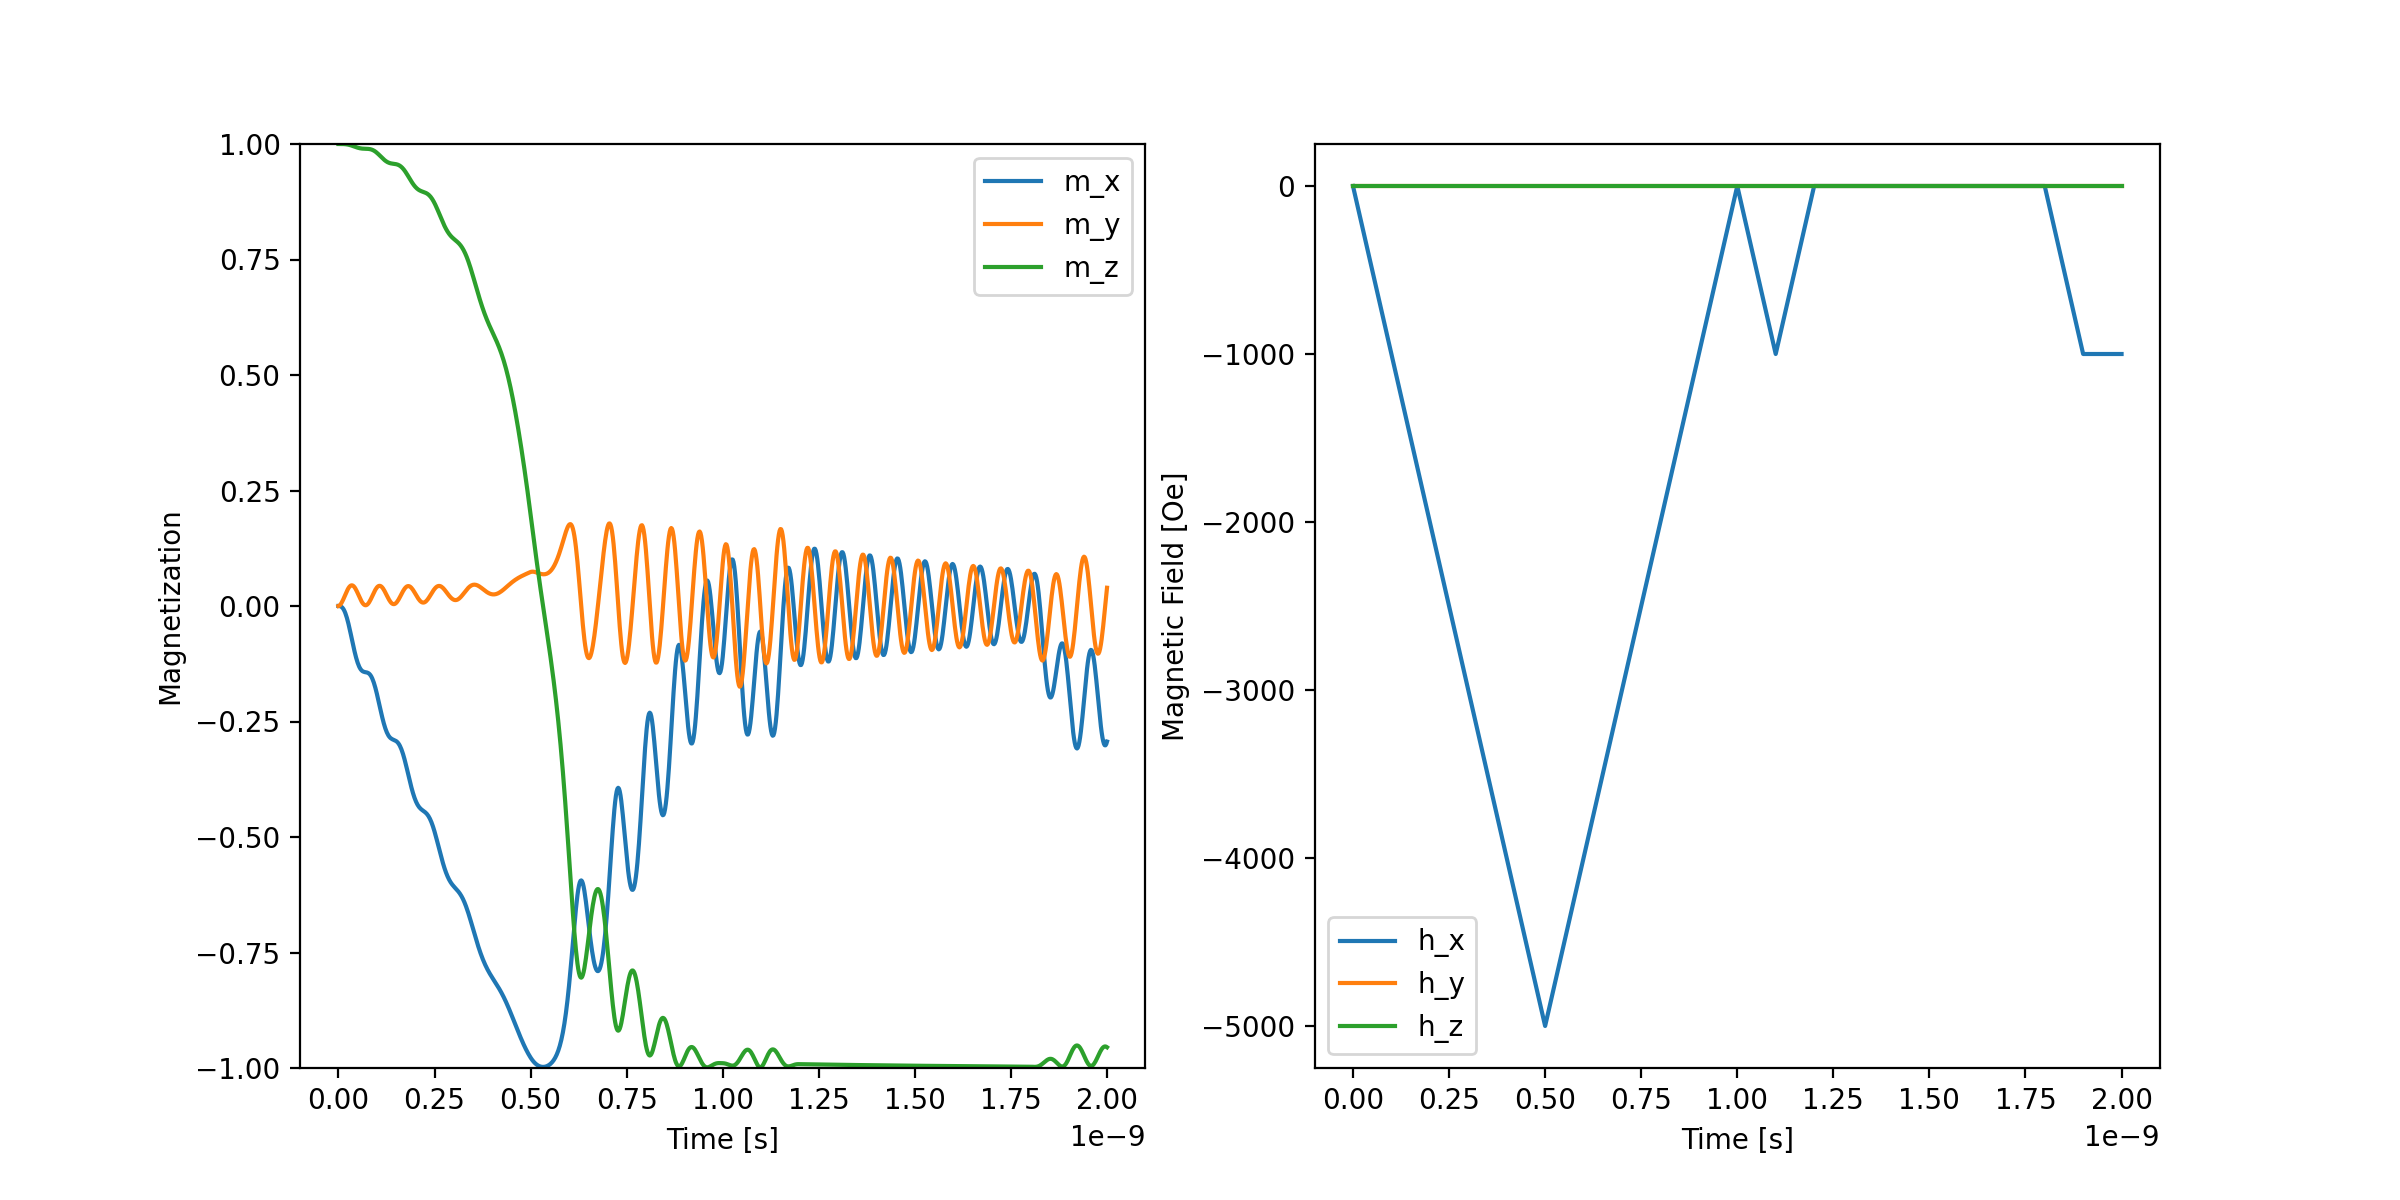 1.00
0.75
0.50
0.25
0.00
−0.25
−0.50
−0.75
−1.00
Magnetization
0.00 0.25 0.50 0.75 1.00 1.25 1.50 1.75 2.00
Time [s]
1e−9
m_x
m_y
m_z
0
−1000
−2000
−3000
−4000
−5000
Magnetic Field [Oe]
0.00 0.25 0.50 0.75 1.00 1.25 1.50 1.75 2.00
Time [s]
1e−9
h_x
h_y
h_z